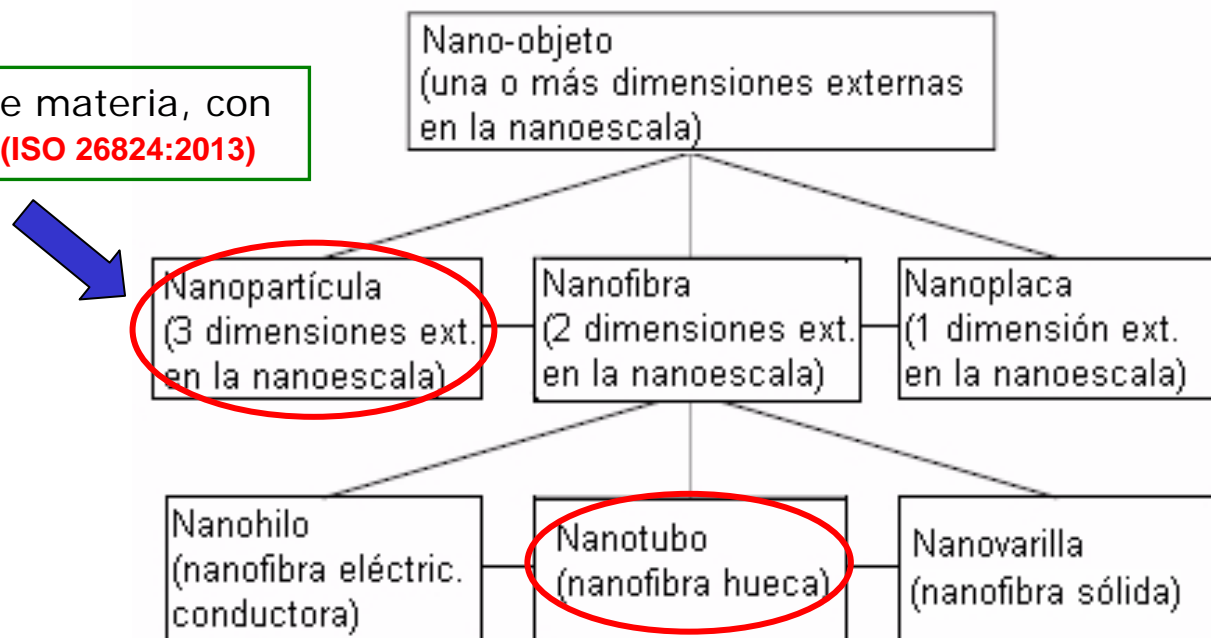 Nano-objeto
(una o más dimensiones externas
en la nanoescala)
e materia, con
(ISO 26824:2013)
Nanopartícula
(3 dimensiones ext.
en la nanoescala)
Nanofibra
(2 dimensiones ext.
en la nanoescala)
Nanoplaca
(1 dimensión ext.
en la nanoescala)
Nanohilo
(nanofibra eléctric.
conductora)
Nanotubo
(nanofibra hueca)
Nanovarilla
(nanofibra sólida)